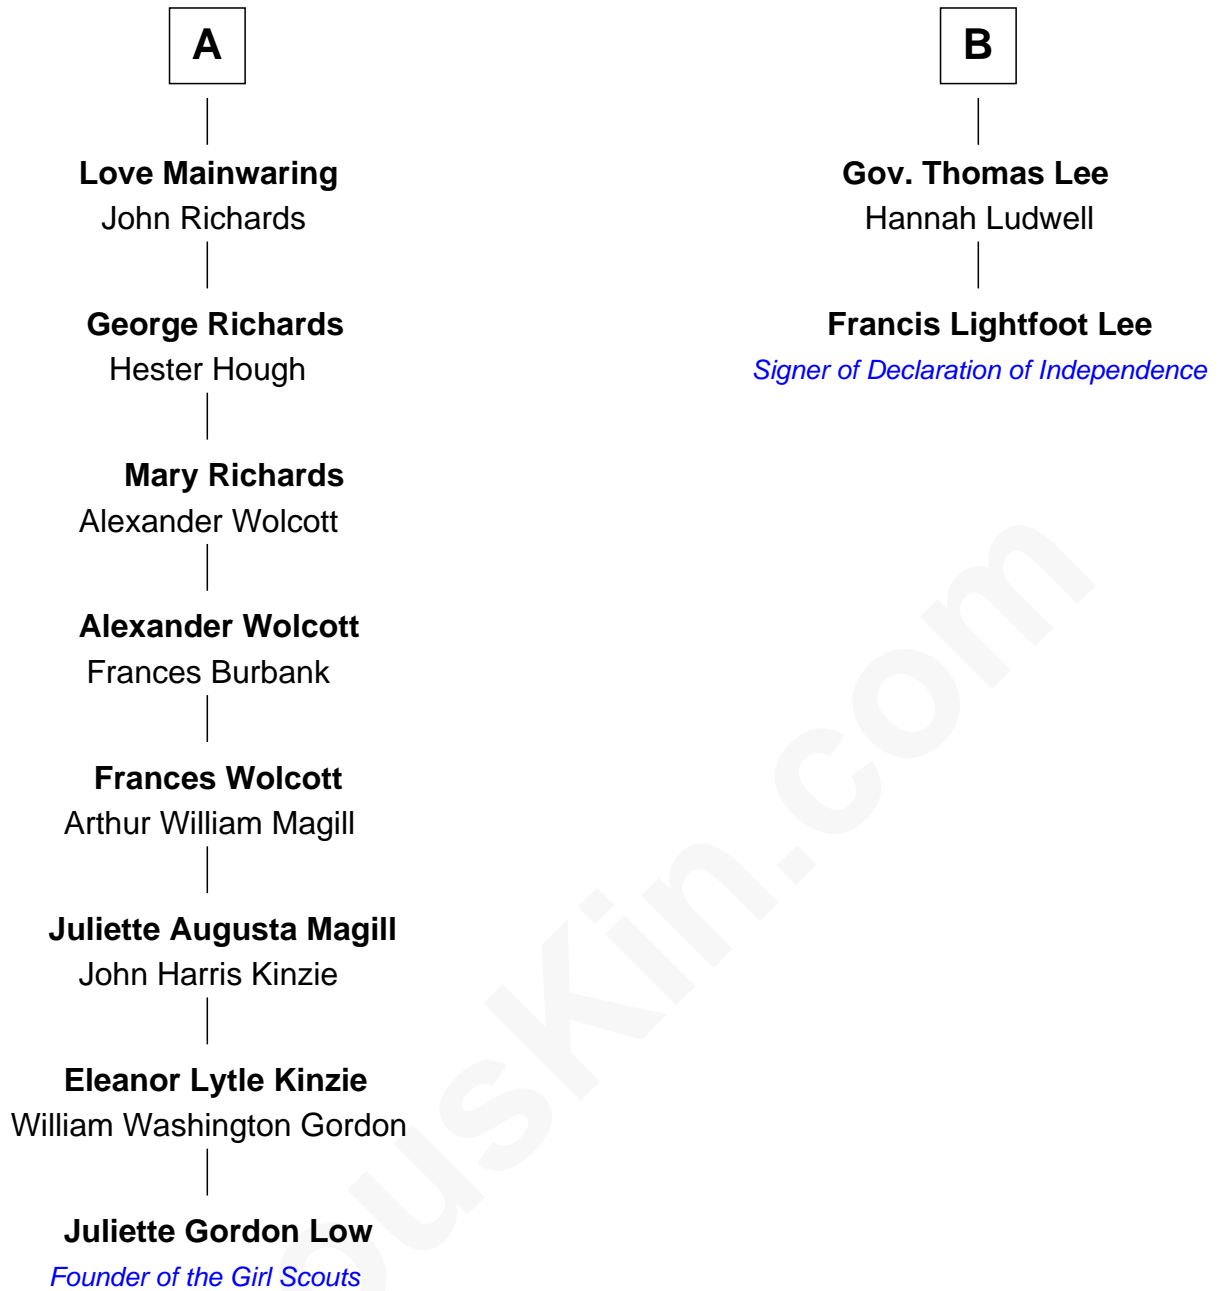 A
Love Mainwaring
John Richards
George Richards
Hester Hough
Mary Richards
Alexander Wolcott
Alexander Wolcott
Frances Burbank
Frances Wolcott
Arthur William Magill
Juliette Augusta Magill
John Harris Kinzie
Eleanor Lytle Kinzie
William Washington Gordon
Juliette Gordon Low
Founder of the Girl Scouts
B
Gov. Thomas Lee
Hannah Ludwell
Francis Lightfoot Lee
Signer of Declaration of Independence
ousKin.com